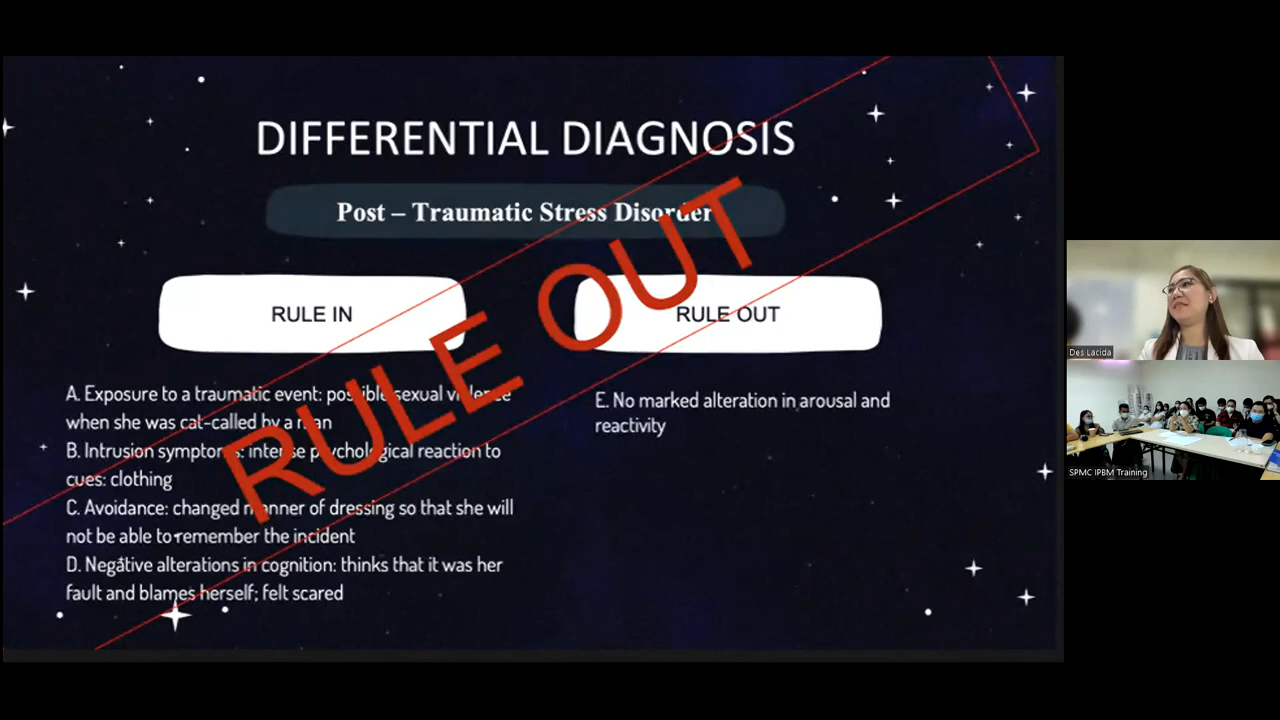 DIFFERENTIAL DIAGNOSIS
Post – Traumatic Stress Disorder
RULE IN
RULE OUT
RULE OUT
A. Exposure to a traumatic event: possible sexual violence
when she was cat-called by a man
B. Intrusion symptoms: intense psychological reaction to
cues: clothing
C. Avoidance: changed manner of dressing so that she will
not be able to remember the incident
D. Negative alterations in cognition: thinks that it was her
fault and blames herself; felt scared
E. No marked alteration in arousal and
reactivity
Des Lacida
SPMC IPBM Training